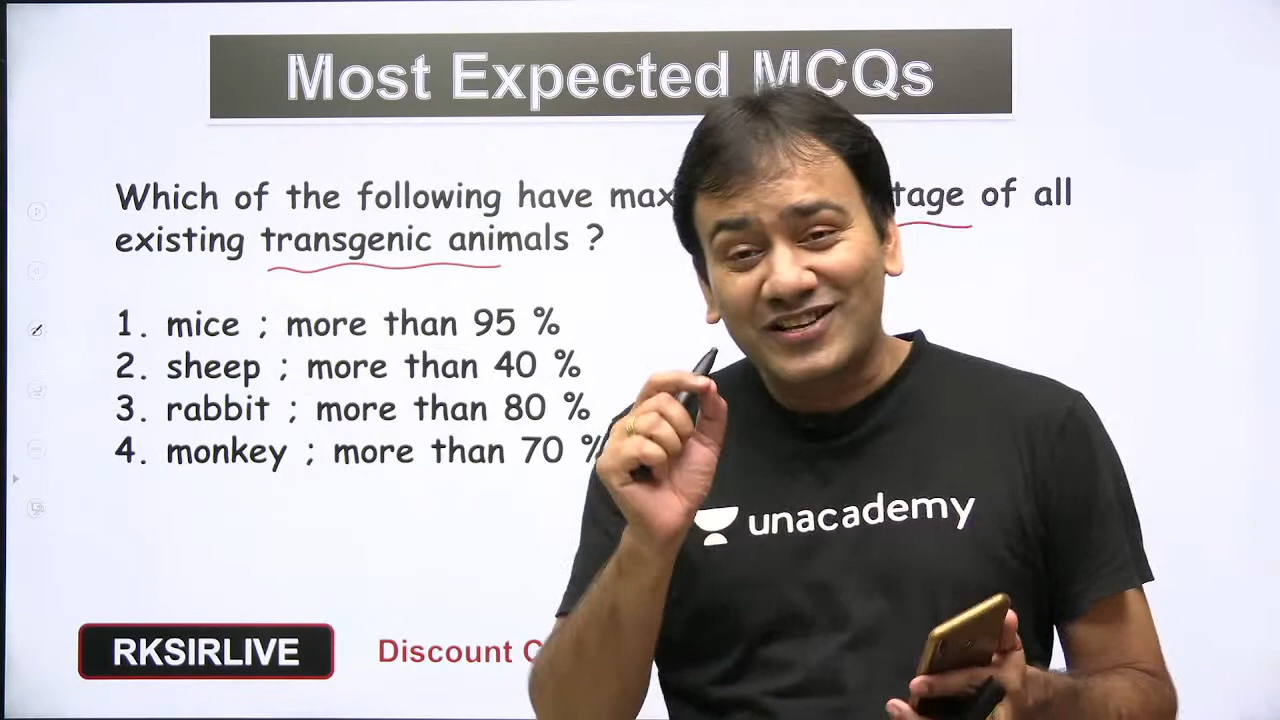 Most Expected MCQs
Which of the following have max tage of all
existing transgenic animals ?
1. mice ; more than 95 %
2. sheep ; more than 40 %
3. rabbit ; more than 80 %
4. monkey ; more than 70 %
unacademy
RKSIRLIVE
Discount